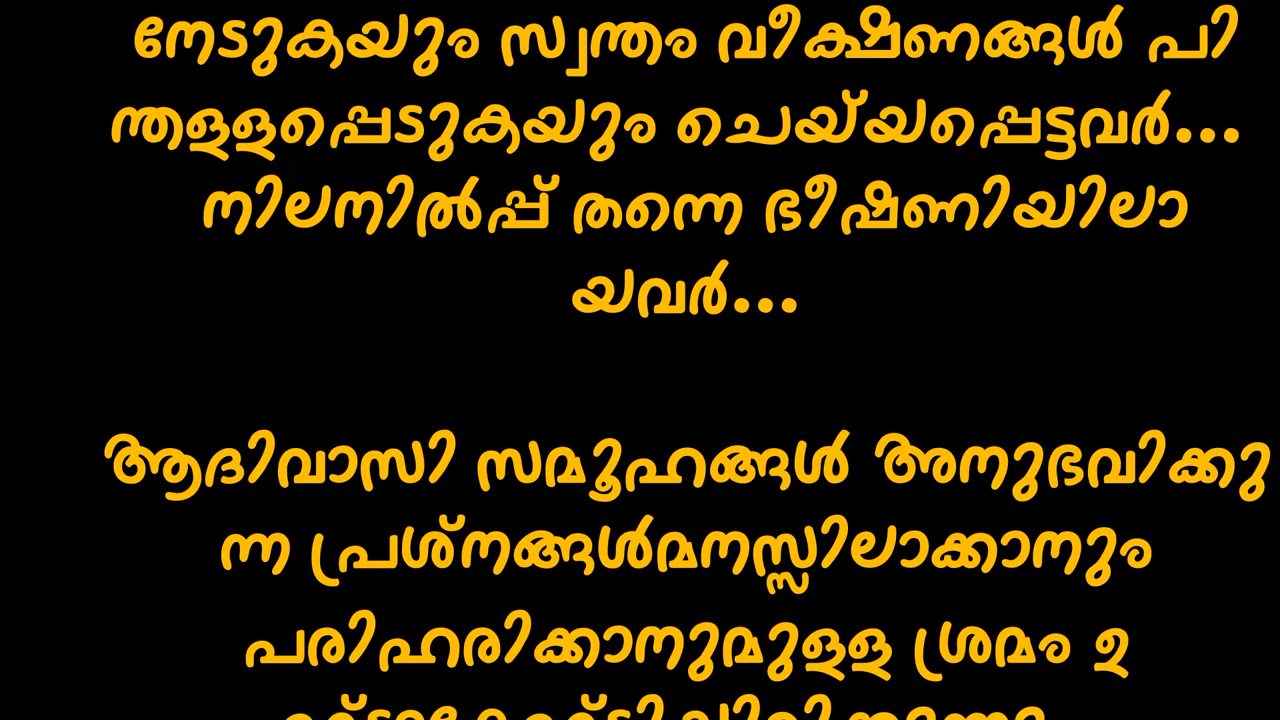 നേടുകയും സ്വന്തം വീക്ഷണങ്ങൾ പി
ന്തള്ളപ്പെടുകയും ചെയ്യപ്പെട്ടവർ...
നിലനിൽപ്പ് തന്നെ ഭീഷണിയിലാ
യവർ...
ആദിവാസി സമൂഹങ്ങൾ അനുഭവിക്കു
ന്ന പ്രശ്നങ്ങൾമനസ്സിലാക്കാനും
പരിഹരിക്കാനുമുള്ള ശ്രമം ഉ